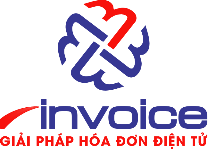 invoice
GIẢI PHÁP HÓA ĐƠN ĐIỆN TỬ